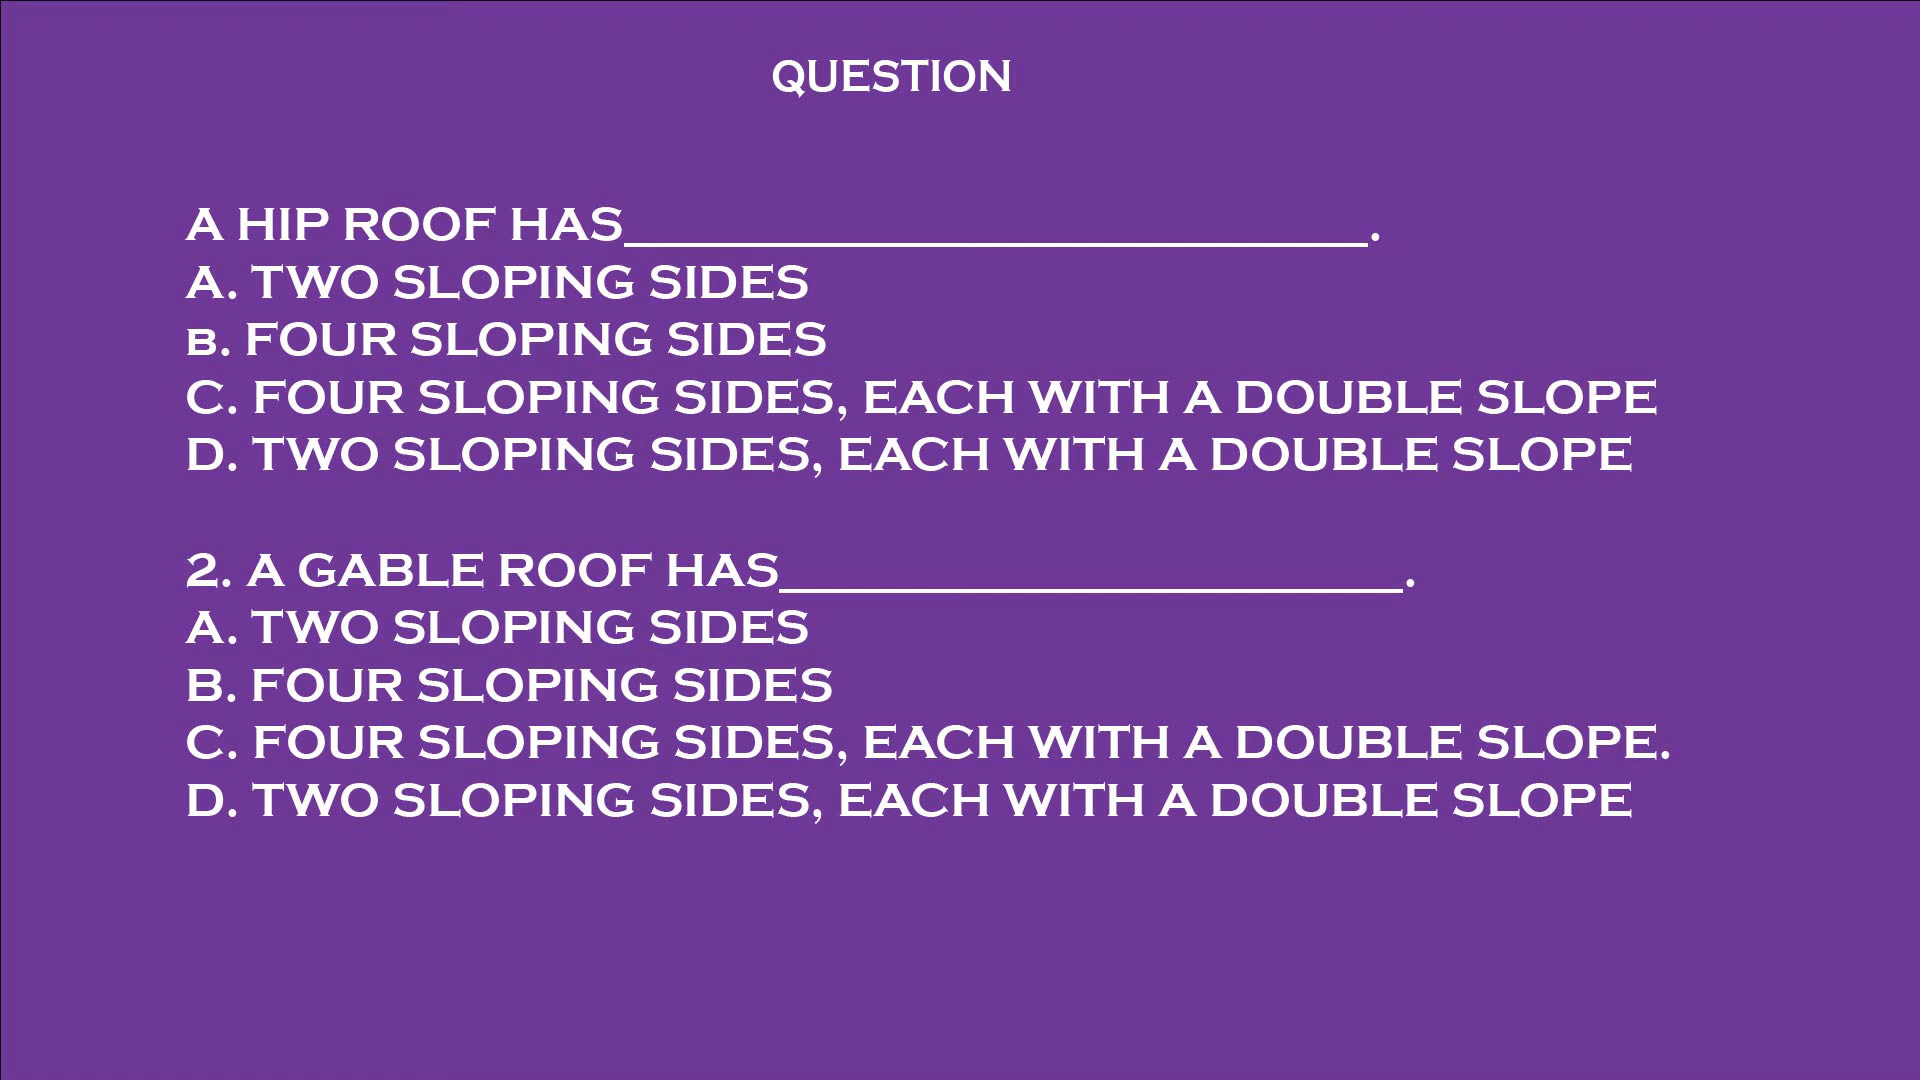 QUESTION
A HIP ROOF HAS______________________________.
A. TWO SLOPING SIDES
B. FOUR SLOPING SIDES
C. FOUR SLOPING SIDES, EACH WITH A DOUBLE SLOPE
D. TWO SLOPING SIDES, EACH WITH A DOUBLE SLOPE
2. A GABLE ROOF HAS_________________________.
A. TWO SLOPING SIDES
B. FOUR SLOPING SIDES
C. FOUR SLOPING SIDES, EACH WITH A DOUBLE SLOPE.
D. TWO SLOPING SIDES, EACH WITH A DOUBLE SLOPE